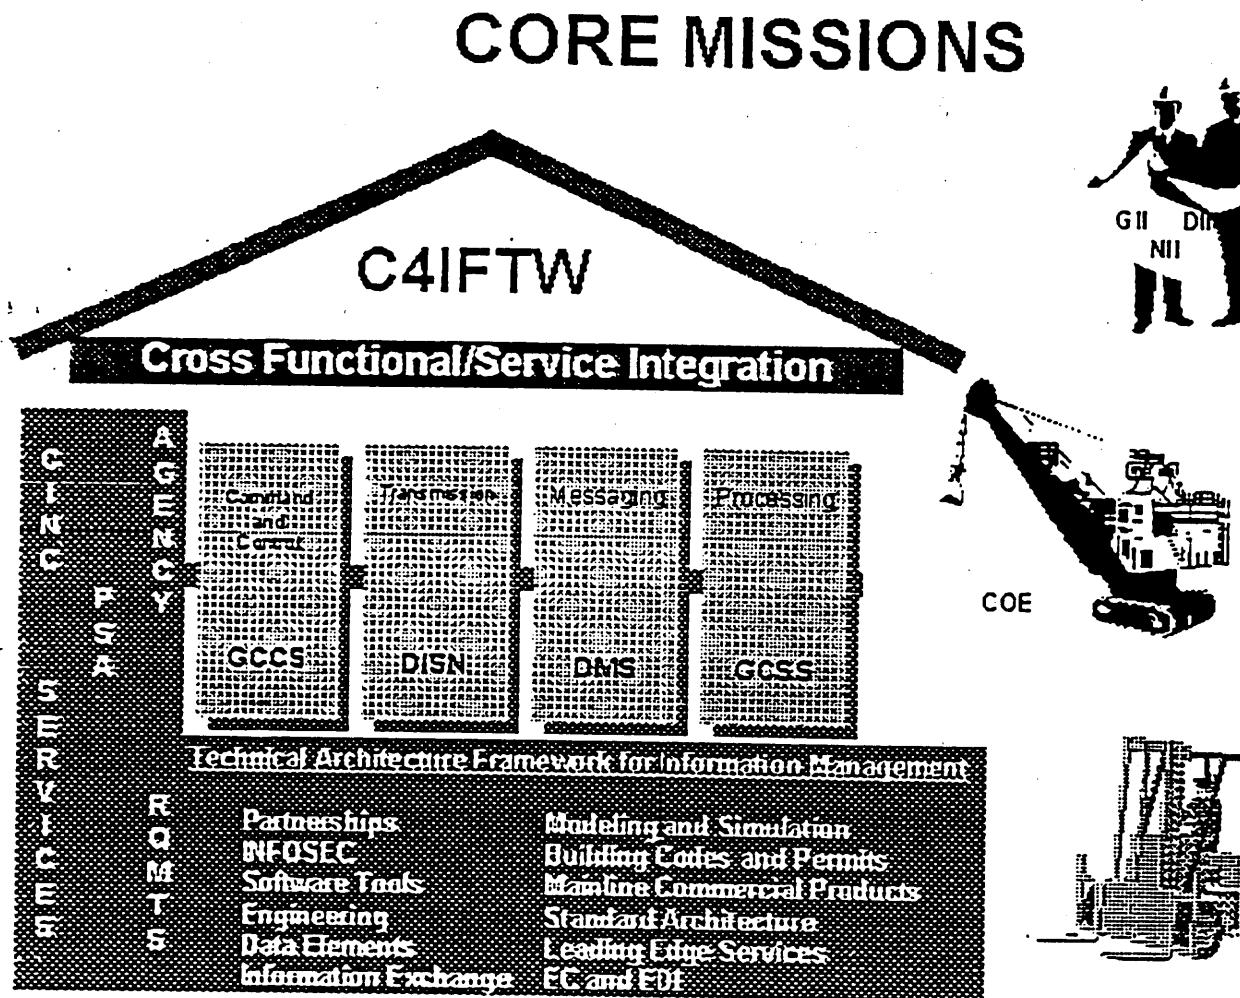 CORE MISSIONS
GII DII
NII
C4IFTW
Cross Functional/Service Integration
CINC
PSA
SERVICES
AGENCY
RQMTS
Command
and
Control
GCCS
Transmission
DISN
Messaging
DMS
Processing
GCSS
COE
Technical Architecture Framework for Information Management
Partnerships
INFOSEC
Software Tools
Engineering
Data Elements
Information Exchange
Modeling and Simulation
Building Codes and Permits
Mainline Commercial Products
Standard Architecture
Leading Edge Services
EC and EDI